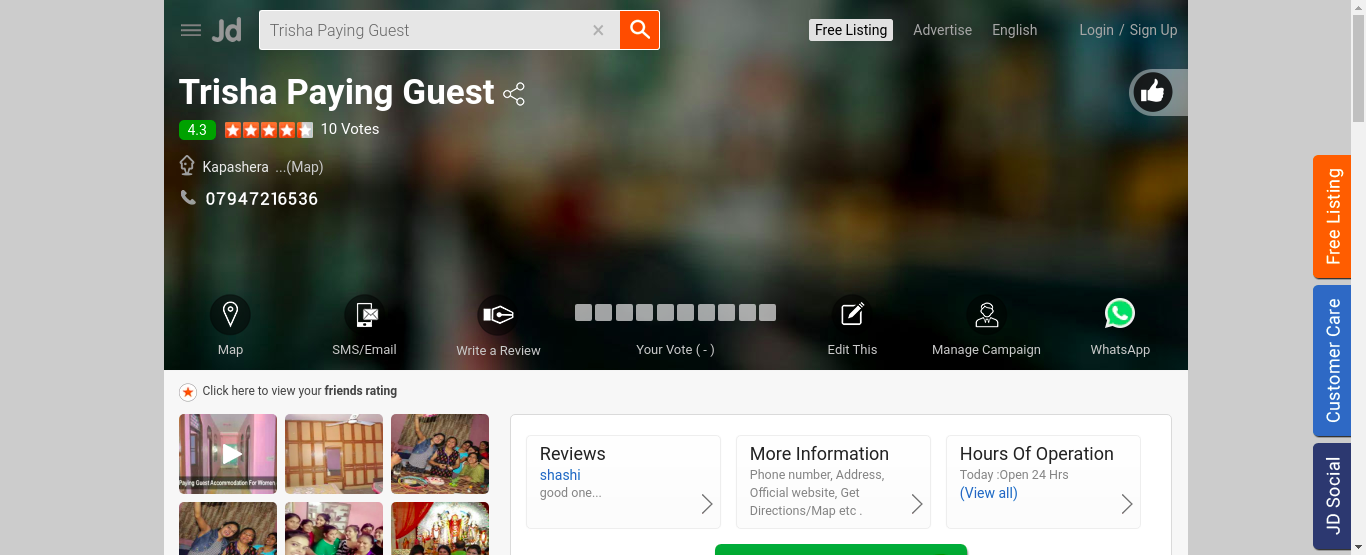 Jd
Trisha Paying Guest
Free Listing
Advertise
English
Login / Sign Up
Trisha Paying Guest
4.3
10 Votes
Kapashera ...(Map)
07947216536
Map
SMS/Email
Write a Review
Your Vote ( - )
Edit This
Manage Campaign
WhatsApp
Click here to view your friends rating
Paying Guest Accommodation For Women
Reviews
shashi
good one...
More Information
Phone number, Address,
Official website, Get
Directions/Map etc .
Hours Of Operation
Today :Open 24 Hrs
(View all)
Free Listing
Customer Care
JD Social